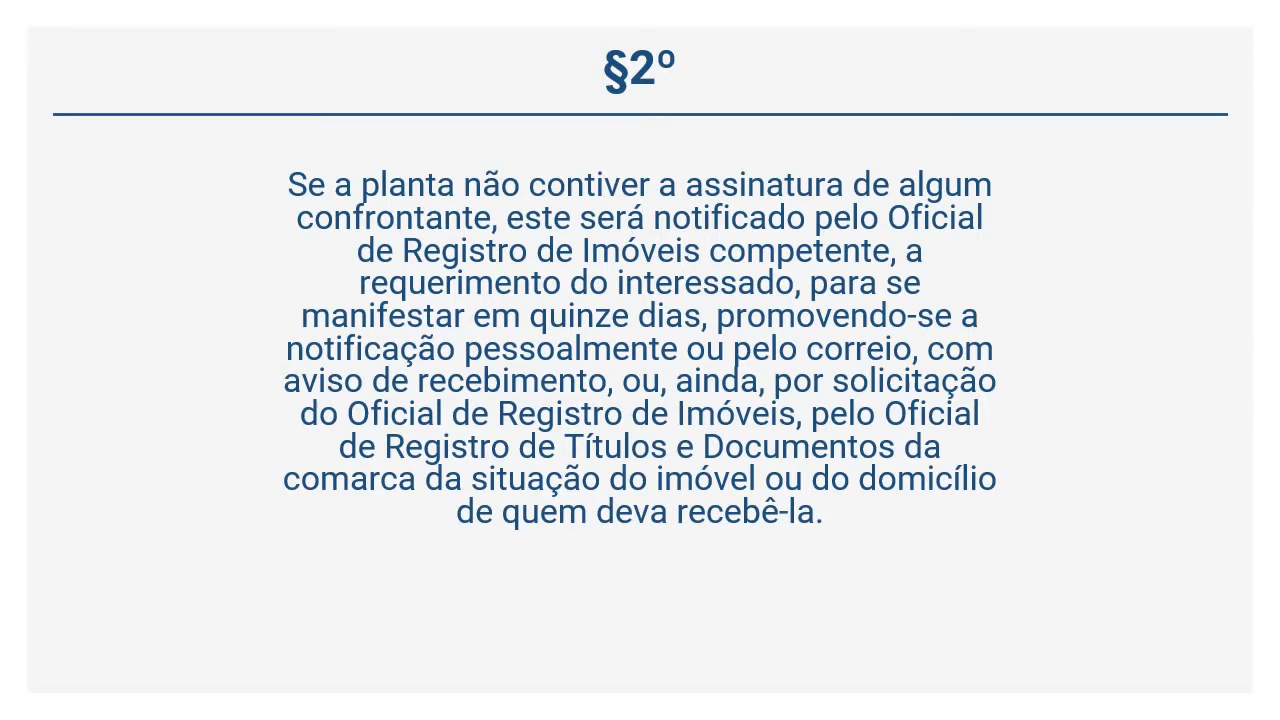 §2º
Se a planta não contiver a assinatura de algum
confrontante, este será notificado pelo Oficial
de Registro de Imóveis competente, a
requerimento do interessado, para se
manifestar em quinze dias, promovendo-se a
notificação pessoalmente ou pelo correio, com
aviso de recebimento, ou, ainda, por solicitação
do Oficial de Registro de Imóveis, pelo Oficial
de Registro de Títulos e Documentos da
comarca da situação do imóvel ou do domicílio
de quem deva recebê-la.